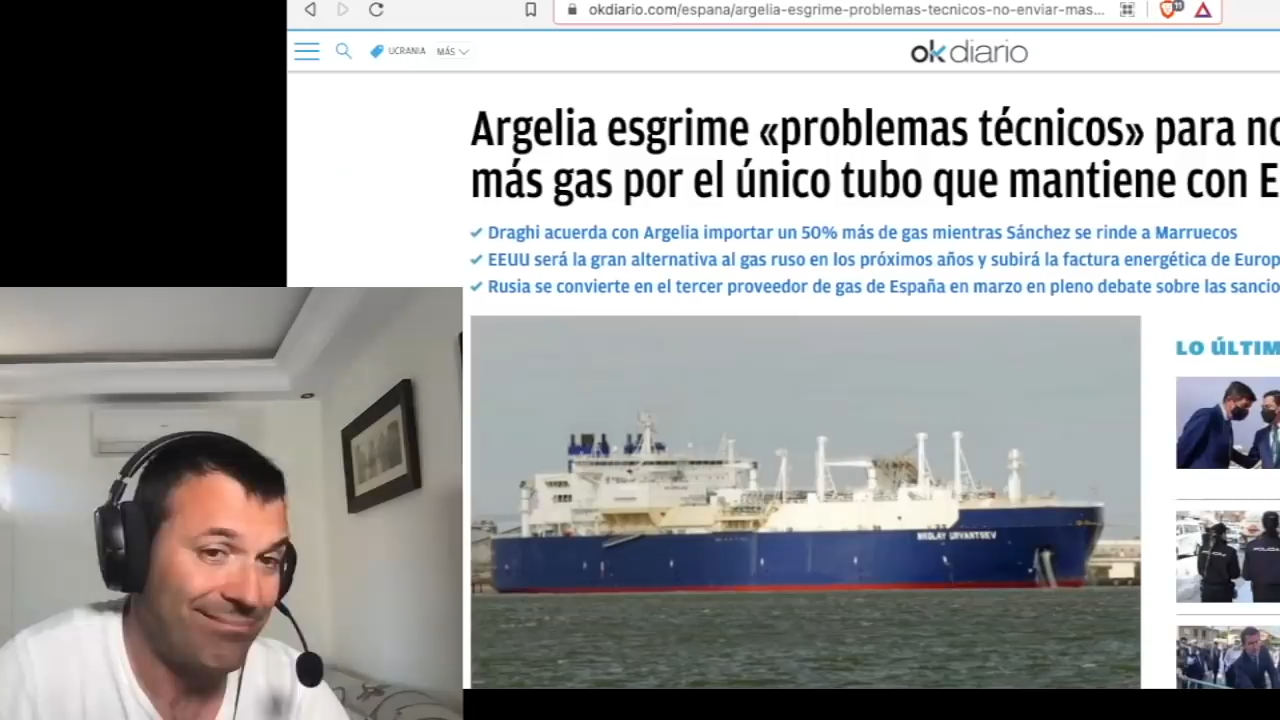 okdiario.com/espana/argelia-esgrime-problemas-tecnicos-no-enviar-mas...
11
UCRANIA
MÁS
okdiario
Argelia esgrime «problemas técnicos» para no
más gas por el único tubo que mantiene con E
Draghi acuerda con Argelia importar un 50% más de gas mientras Sánchez se rinde a Marruecos
EEUU será la gran alternativa al gas ruso en los próximos años y subirá la factura energética de Europ
Rusia se convierte en el tercer proveedor de gas de España en marzo en pleno debate sobre las sancio
LO ÚLTIM
NIKOLAY URVANTSEV
POLICIA